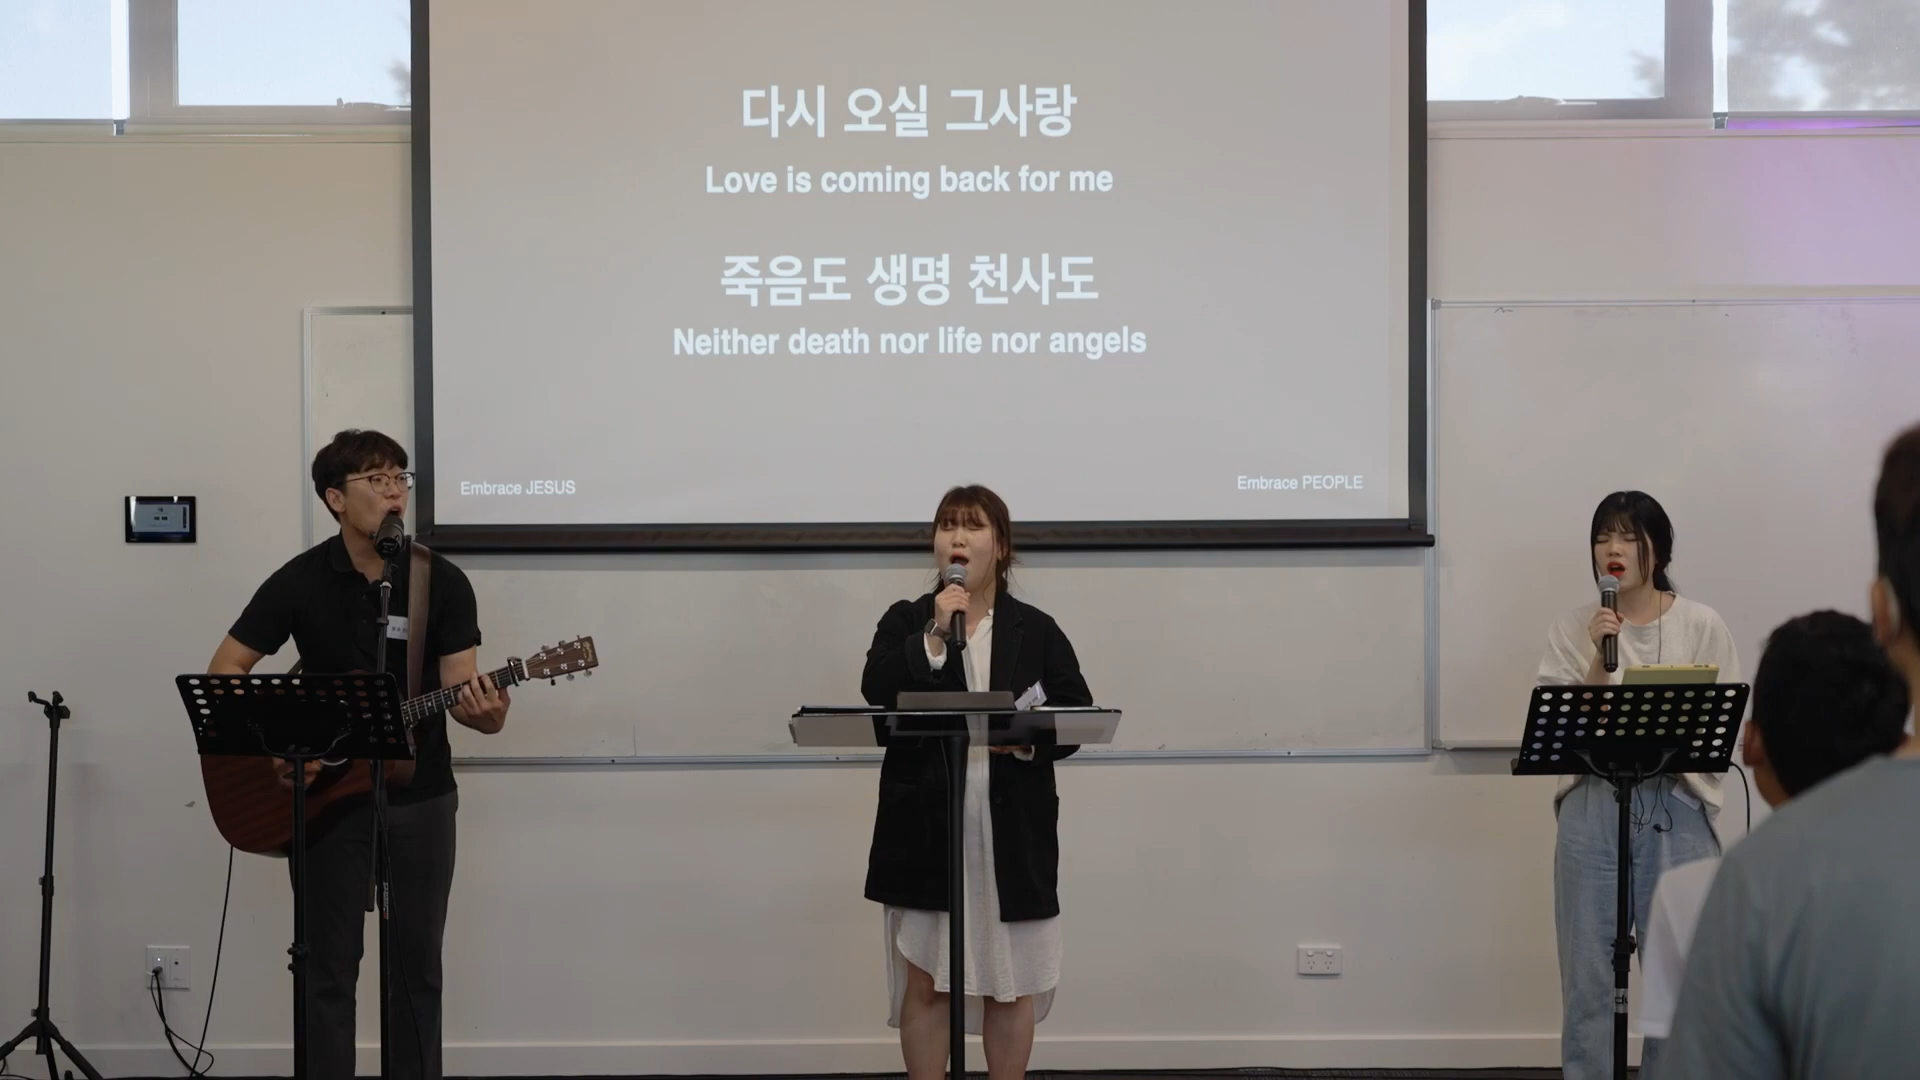 다시 오실 그사랑
Love is coming back for me
죽음도 생명 천사도
Neither death nor life nor angels
Embrace JESUS
Embrace PEOPLE